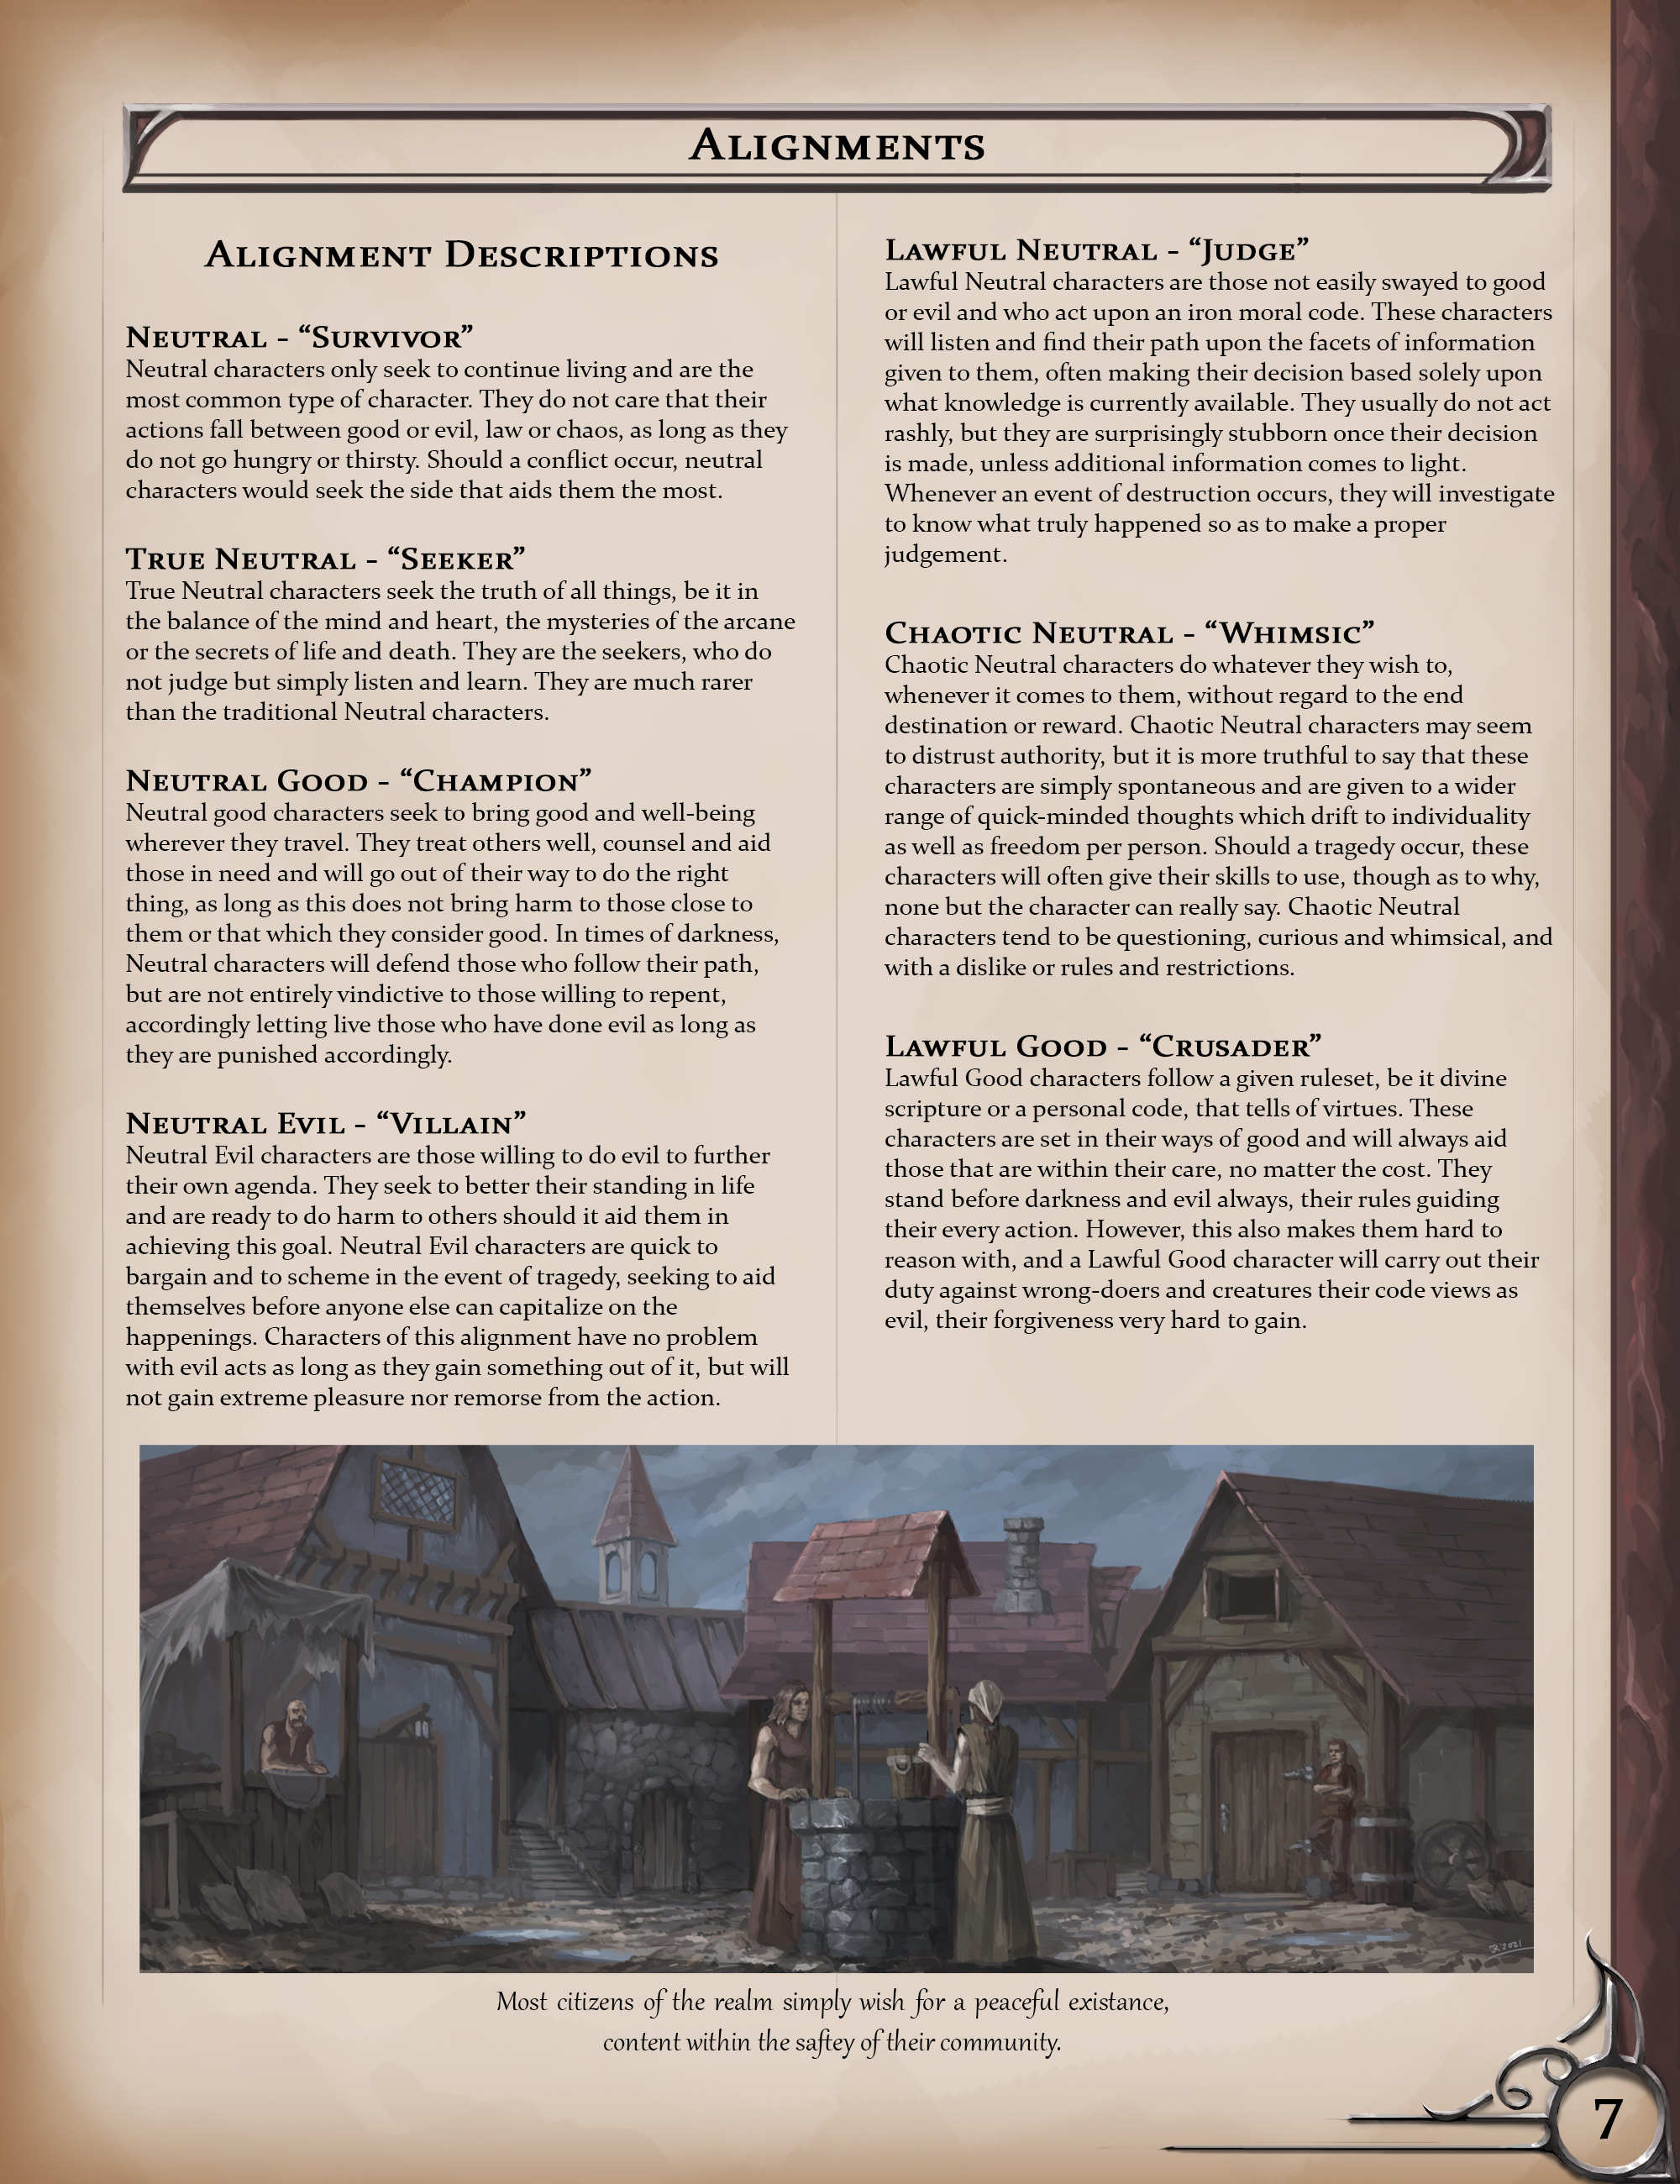 Alignments
Alignment Descriptions
Neutral - “Survivor”
Neutral characters only seek to continue living and are the
most common type of character. They do not care that their
actions fall between good or evil, law or chaos, as long as they
do not go hungry or thirsty. Should a conflict occur, neutral
characters would seek the side that aids them the most.
True Neutral - “Seeker”
True Neutral characters seek the truth of all things, be it in
the balance of the mind and heart, the mysteries of the arcane
or the secrets of life and death. They are the seekers, who do
not judge but simply listen and learn. They are much rarer
than the traditional Neutral characters.
Neutral Good - “Champion”
Neutral good characters seek to bring good and well-being
wherever they travel. They treat others well, counsel and aid
those in need and will go out of their way to do the right
thing, as long as this does not bring harm to those close to
them or that which they consider good. In times of darkness,
Neutral characters will defend those who follow their path,
but are not entirely vindictive to those willing to repent,
accordingly letting live those who have done evil as long as
they are punished accordingly.
Neutral Evil - “Villain”
Neutral Evil characters are those willing to do evil to further
their own agenda. They seek to better their standing in life
and are ready to do harm to others should it aid them in
achieving this goal. Neutral Evil characters are quick to
bargain and to scheme in the event of tragedy, seeking to aid
themselves before anyone else can capitalize on the
happenings. Characters of this alignment have no problem
with evil acts as long as they gain something out of it, but will
not gain extreme pleasure nor remorse from the action.
Lawful Neutral - “Judge”
Lawful Neutral characters are those not easily swayed to good
or evil and who act upon an iron moral code. These characters
will listen and find their path upon the facets of information
given to them, often making their decision based solely upon
what knowledge is currently available. They usually do not act
rashly, but they are surprisingly stubborn once their decision
is made, unless additional information comes to light.
Whenever an event of destruction occurs, they will investigate
to know what truly happened so as to make a proper
judgement.
Chaotic Neutral - “Whimsic”
Chaotic Neutral characters do whatever they wish to,
whenever it comes to them, without regard to the end
destination or reward. Chaotic Neutral characters may seem
to distrust authority, but it is more truthful to say that these
characters are simply spontaneous and are given to a wider
range of quick-minded thoughts which drift to individuality
as well as freedom per person. Should a tragedy occur, these
characters will often give their skills to use, though as to why,
none but the character can really say. Chaotic Neutral
characters tend to be questioning, curious and whimsical, and
with a dislike or rules and restrictions.
Lawful Good - “Crusader”
Lawful Good characters follow a given ruleset, be it divine
scripture or a personal code, that tells of virtues. These
characters are set in their ways of good and will always aid
those that are within their care, no matter the cost. They
stand before darkness and evil always, their rules guiding
their every action. However, this also makes them hard to
reason with, and a Lawful Good character will carry out their
duty against wrong-doers and creatures their code views as
evil, their forgiveness very hard to gain.
Most citizens of the realm simply wish for a peaceful existance,
content within the saftey of their community.
7